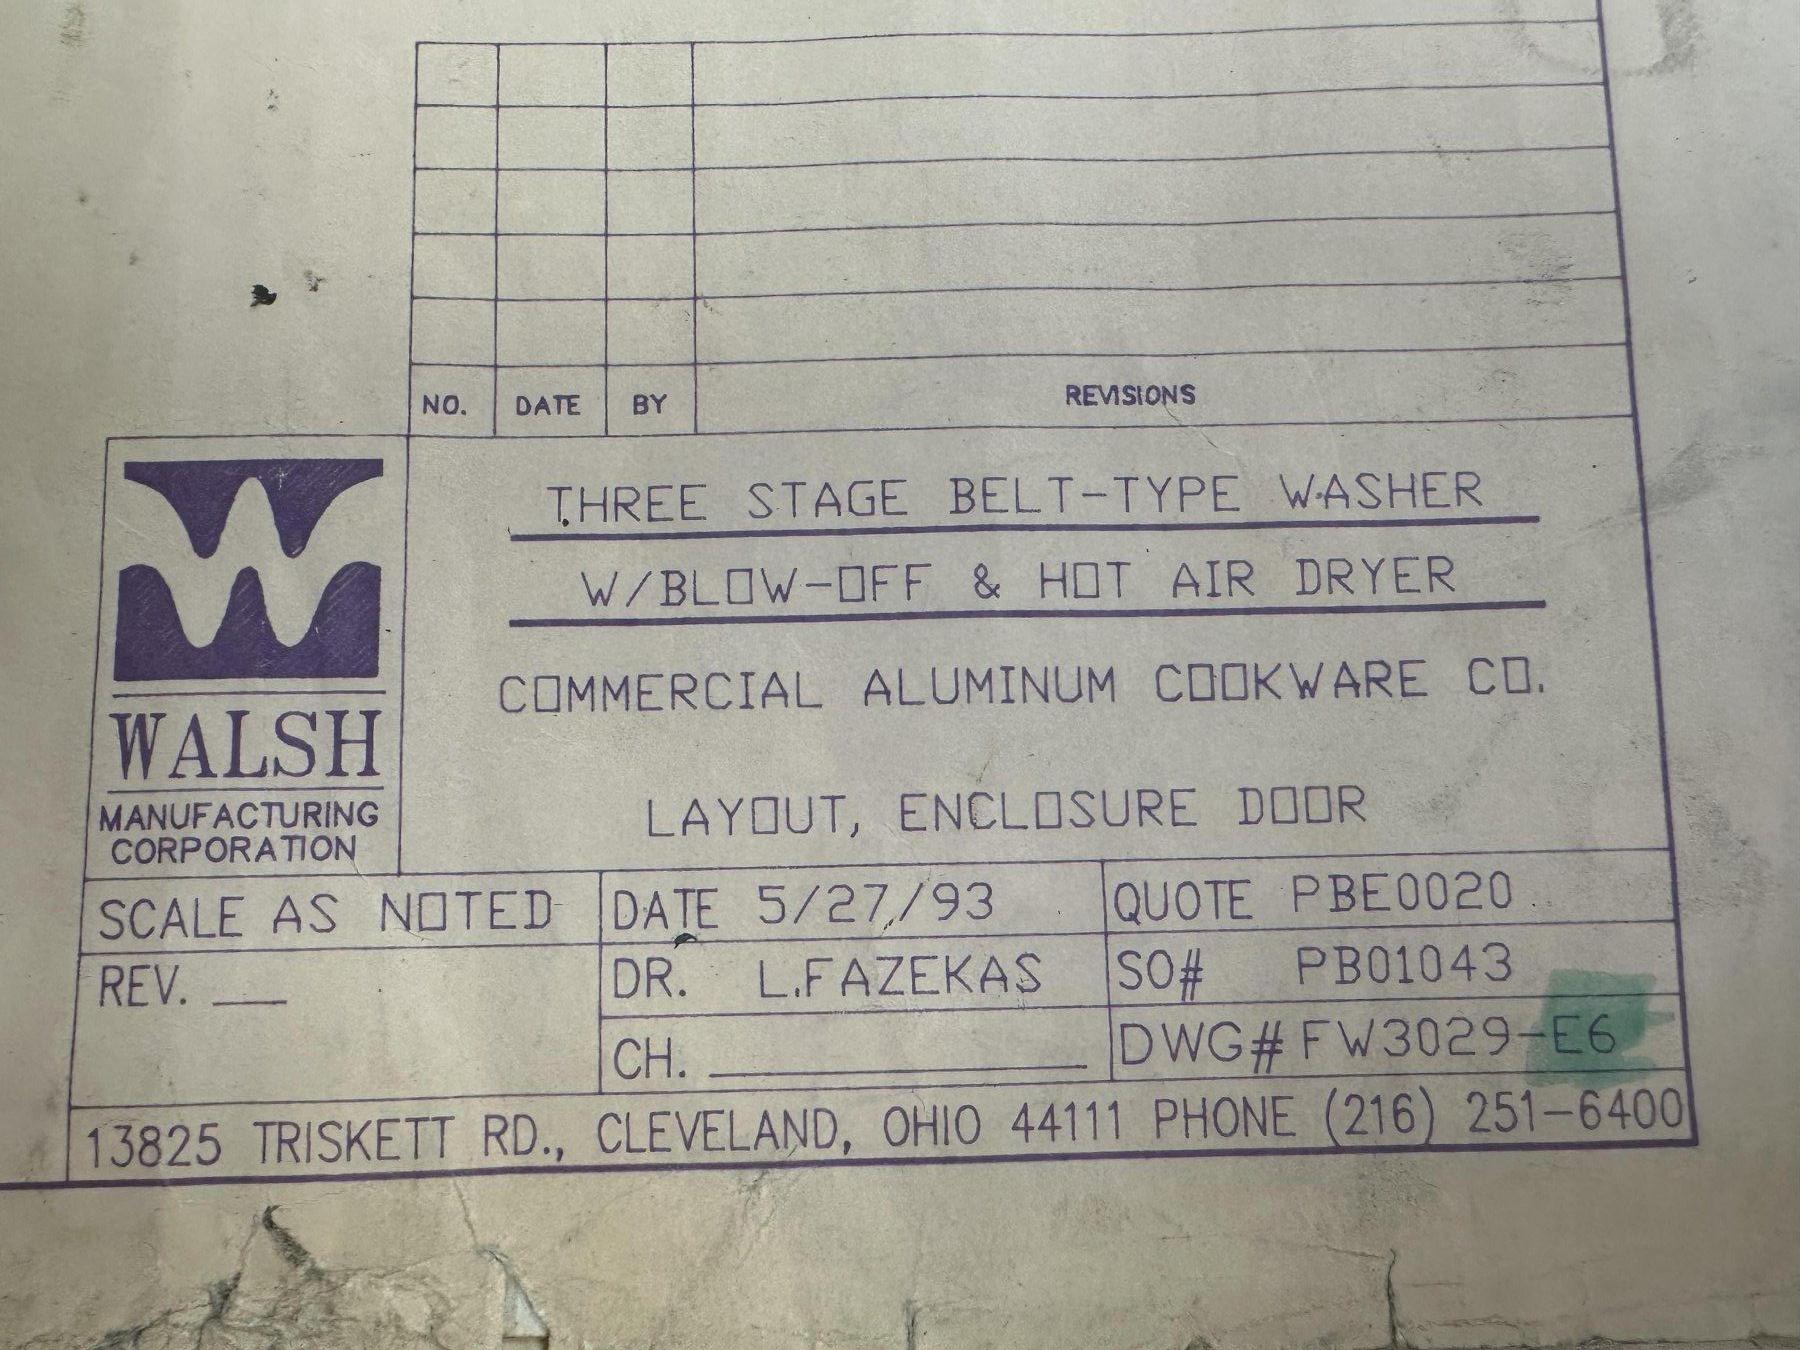 NO. DATE BY REVISIONS
THREE STAGE BELT-TYPE WASHER
W/BLOW-OFF & HOT AIR DRYER
COMMERCIAL ALUMINUM COOKWARE CO.
LAYOUT, ENCLOSURE DOOR
WALSH
MANUFACTURING
CORPORATION
SCALE AS NOTED
DATE 5/27/93
QUOTE PBE0020
REV. __
DR. L.FAZEKAS
SO# PB01043
CH. ____________
DWG# FW3029-E6
13825 TRISKETT RD., CLEVELAND, OHIO 44111 PHONE (216) 251-6400